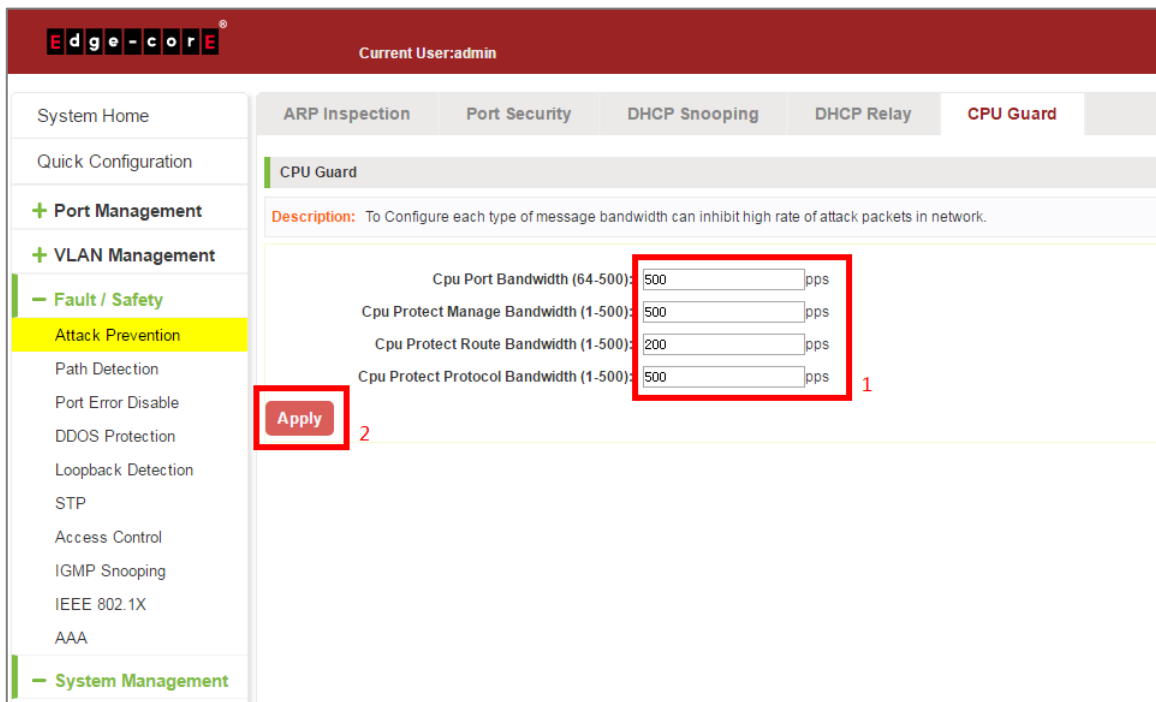 Edge-corE®
Current User:admin
System Home
Quick Configuration
+ Port Management
+ VLAN Management
− Fault / Safety
Attack Prevention
Path Detection
Port Error Disable
DDOS Protection
Loopback Detection
STP
Access Control
IGMP Snooping
IEEE 802.1X
AAA
− System Management
ARP Inspection Port Security DHCP Snooping DHCP Relay CPU Guard
CPU Guard
Description: To Configure each type of message bandwidth can inhibit high rate of attack packets in network.
Cpu Port Bandwidth (64-500): 500 pps
Cpu Protect Manage Bandwidth (1-500): 500 pps
Cpu Protect Route Bandwidth (1-500): 200 pps
Cpu Protect Protocol Bandwidth (1-500): 500 pps
1
Apply
2